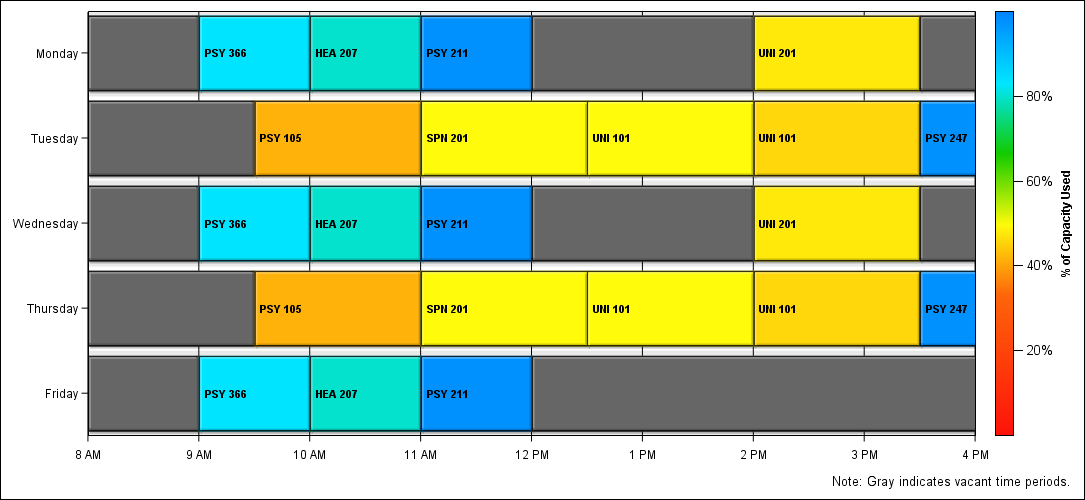 Monday PSY 366 HEA 207 PSY 211 UNI 201
Tuesday PSY 105 SPN 201 UNI 101 UNI 101 PSY 247
Wednesday PSY 366 HEA 207 PSY 211 UNI 201
Thursday PSY 105 SPN 201 UNI 101 UNI 101 PSY 247
Friday PSY 366 HEA 207 PSY 211
8 AM 9 AM 10 AM 11 AM 12 PM 1 PM 2 PM 3 PM 4 PM
80%
60%
40%
20%
% of Capacity Used
Note: Gray indicates vacant time periods.